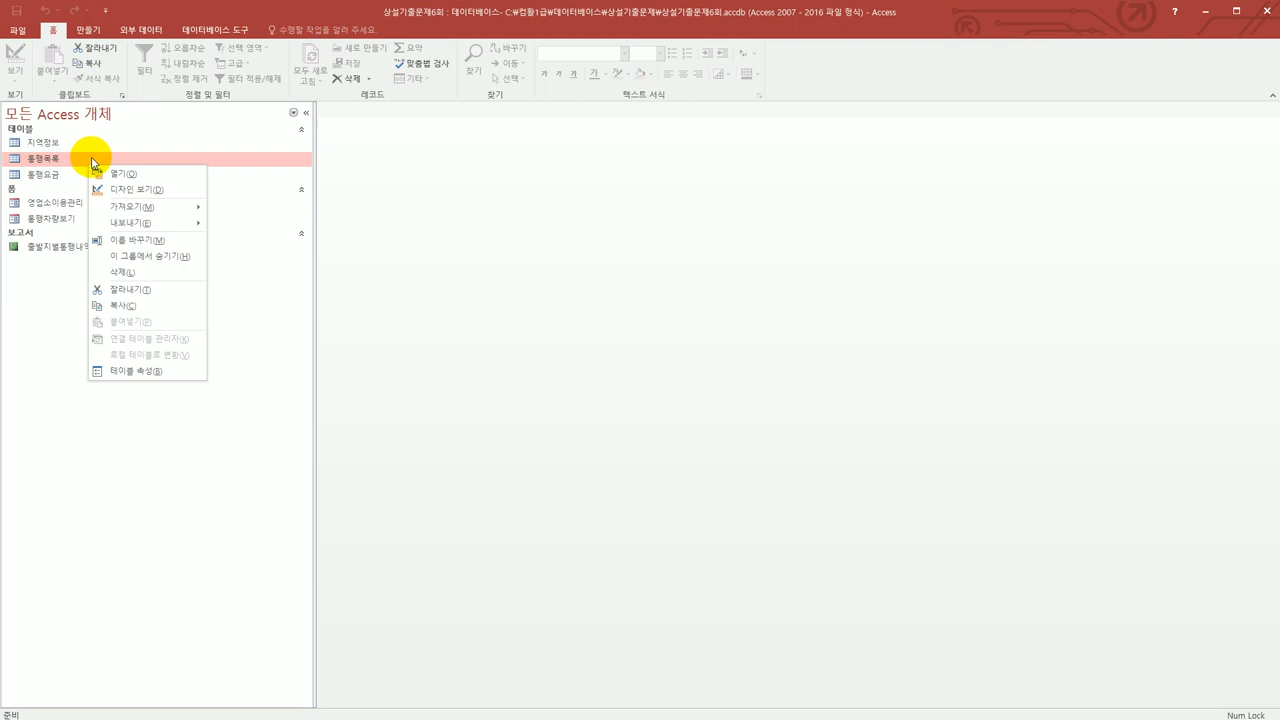 상설기출문제6회 : 데이터베이스- C:￦컴활1급￦데이터베이스￦상설기출문제￦상설기출문제6회.accdb (Access 2007 - 2016 파일 형식) - Access
?
파일 홈 만들기 외부 데이터 데이터베이스 도구 수행할 작업을 알려 주세요.
보기
보기
붙여넣기
잘라내기
복사
서식 복사
클립보드
필터
오름차순
내림차순
정렬 제거
선택 영역
고급
필터 적용/해제
정렬 및 필터
모두 새로
고침
새로 만들기
저장
삭제
요약
맞춤법 검사
기타
레코드
찾기
바꾸기
이동
선택
찾기
가 가 가 가
텍스트 서식
모든 Access 개체
테이블
지역정보
통행목록
통행요금
폼
영업소이용관리
통행차량보기
보고서
출발지별통행내역
열기(O)
디자인 보기(D)
가져오기(M)
내보내기(E)
이름 바꾸기(M)
이 그룹에서 숨기기(H)
삭제(L)
잘라내기(T)
복사(C)
붙여넣기(P)
연결 테이블 관리자(K)
로컬 테이블로 변환(V)
테이블 속성(B)
준비
Num Lock